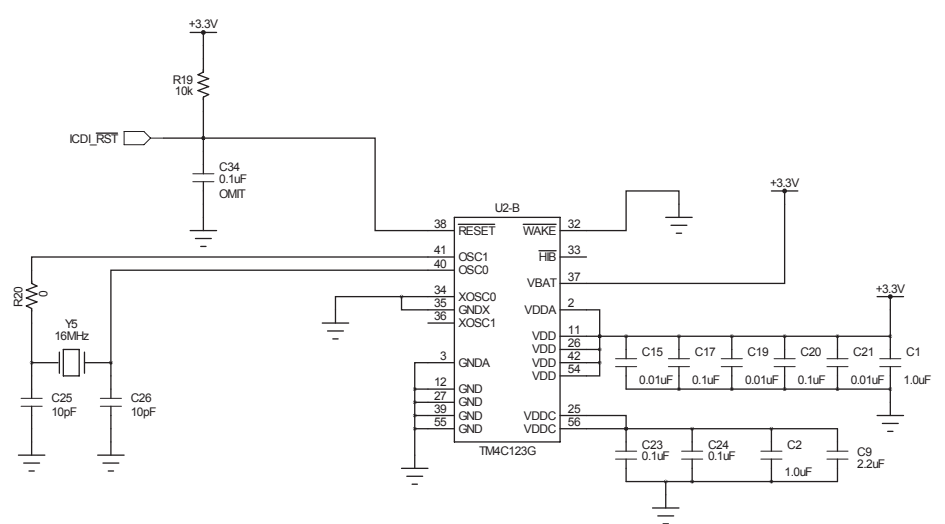 +3.3V
R19
10k
ICDI_RST
C34
0.1uF
OMIT
+3.3V
U2-B
38 RESET WAKE 32
41 OSC1 HIB 33
40 OSC0
VBAT 37
34 XOSC0
35 GNDX VDDA 2
36 XOSC1
+3.3V
R20
0
Y5
16MHz
VDD 11
VDD 26
3 GNDA VDD 42
VDD 54
C15 C17 C19 C20 C21 C1
0.01uF 0.1uF 0.01uF 0.1uF 0.01uF 1.0uF
12 GND
27 GND
39 GND VDDC 25
55 GND VDDC 56
C25
10pF
C26
10pF
TM4C123G
C23
0.1uF
C24
0.1uF
C2
1.0uF
C9
2.2uF